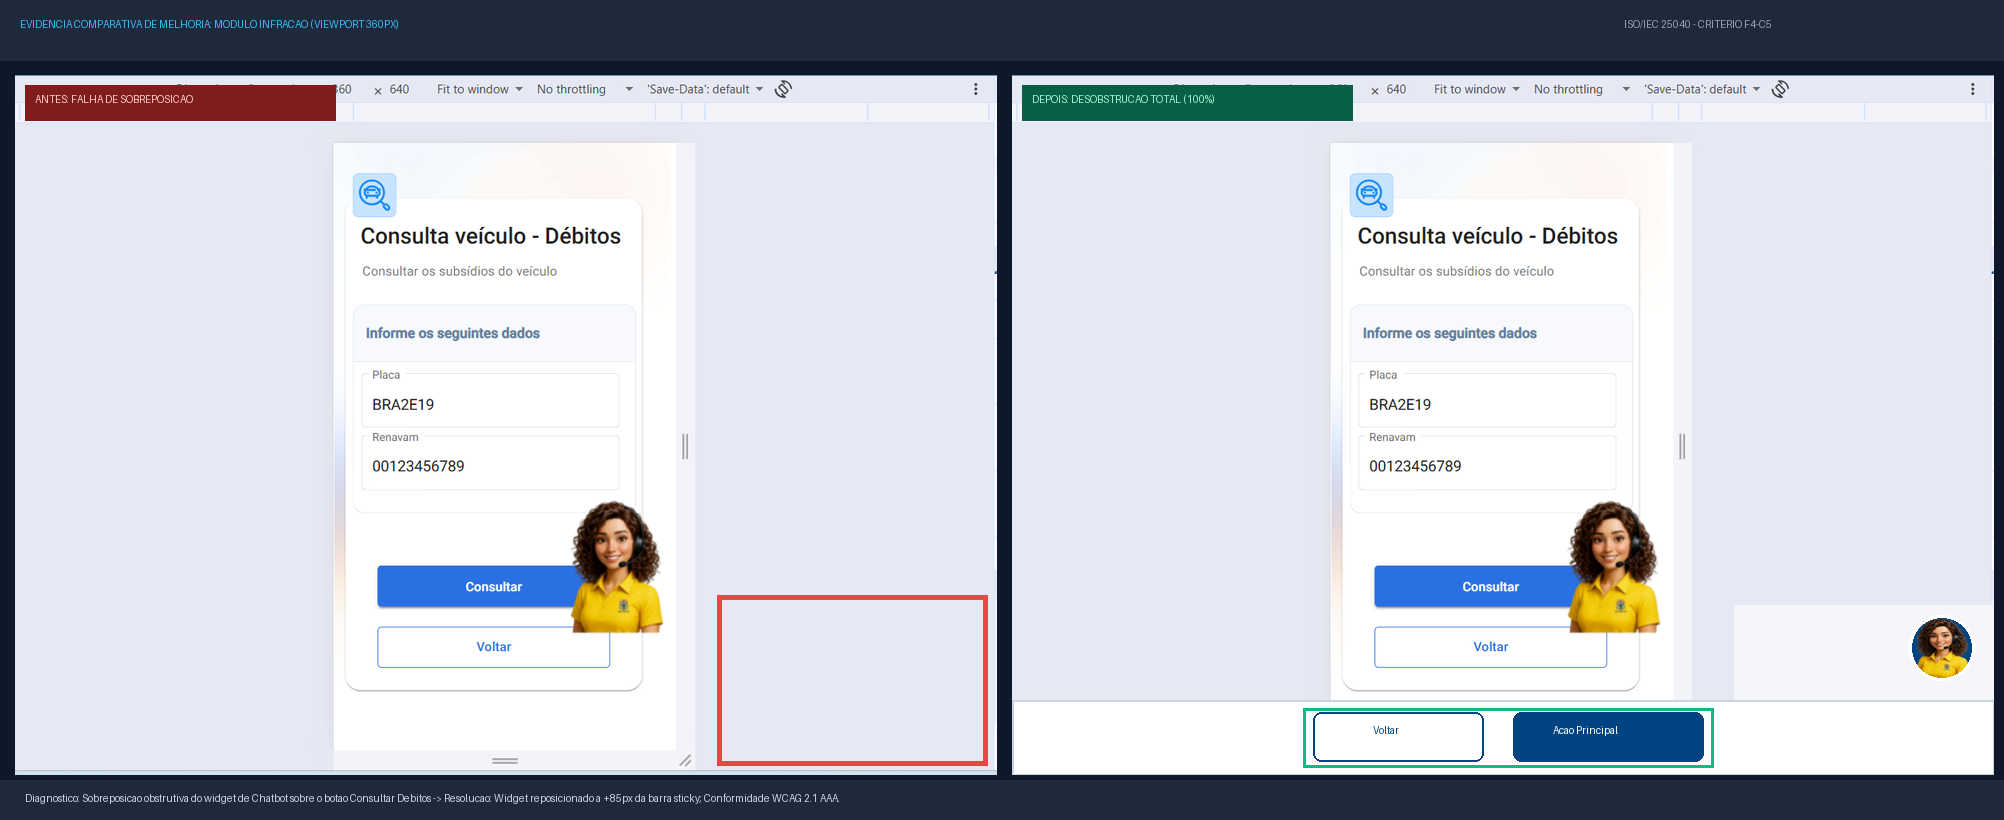 EVIDENCIA COMPARATIVA DE MELHORIA: MODULO INFRACAO (VIEWPORT 360PX)
ISO/IEC 25040 - CRITERIO F4-C5
ANTES: FALHA DE SOBREPOSICAO
360 × 640 Fit to window No throttling 'Save-Data': default
Consulta veículo - Débitos
Consultar os subsídios do veículo
Informe os seguintes dados
Placa
BRA2E19
Renavam
00123456789
Consultar
Voltar
DEPOIS: DESOBSTRUCAO TOTAL (100%)
× 640 Fit to window No throttling 'Save-Data': default
Consulta veículo - Débitos
Consultar os subsídios do veículo
Informe os seguintes dados
Placa
BRA2E19
Renavam
00123456789
Consultar
Voltar
Voltar
Acao Principal
Diagnostico: Sobreposicao obstrutiva do widget de Chatbot sobre o botao Consultar Debitos -> Resolucao: Widget reposicionado a +85px da barra sticky; Conformidade WCAG 2.1 AAA.